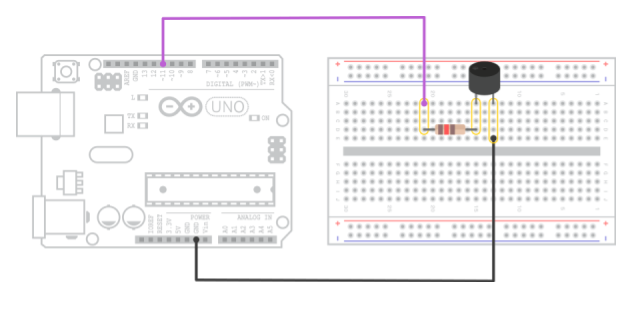 AREF
GND
13
12
~11
~10
~9
8
7
~6
~5
4
~3
2
TX→1
RX←0
DIGITAL (PWM~)
L
TX
RX
UNO
ON
POWER
ANALOG IN
IOREF
RESET
3.3V
5V
GND
GND
Vin
A0
A1
A2
A3
A4
A5